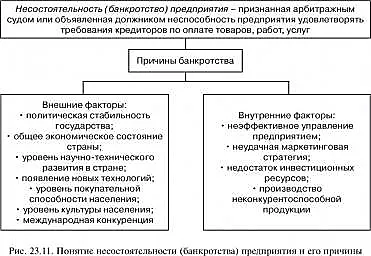 Несостоятельность (банкротство) предприятия – признанная арбитражным
судом или объявленная должником неспособность предприятия удовлетворять
требования кредиторов по оплате товаров, работ, услуг
Причины банкротства
Внешние факторы:
• политическая стабильность
государства;
• общее экономическое состояние
страны;
• уровень научно-технического
развития в стране;
• появление новых технологий;
• уровень покупательной
способности населения;
• уровень культуры населения;
• международная конкуренция
Внутренние факторы:
• неэффективное управление
предприятием;
• неудачная маркетинговая
стратегия;
• недостаток инвестиционных
ресурсов;
• производство
неконкурентоспособной
продукции
Рис. 23.11. Понятие несостоятельности (банкротства) предприятия и его причины